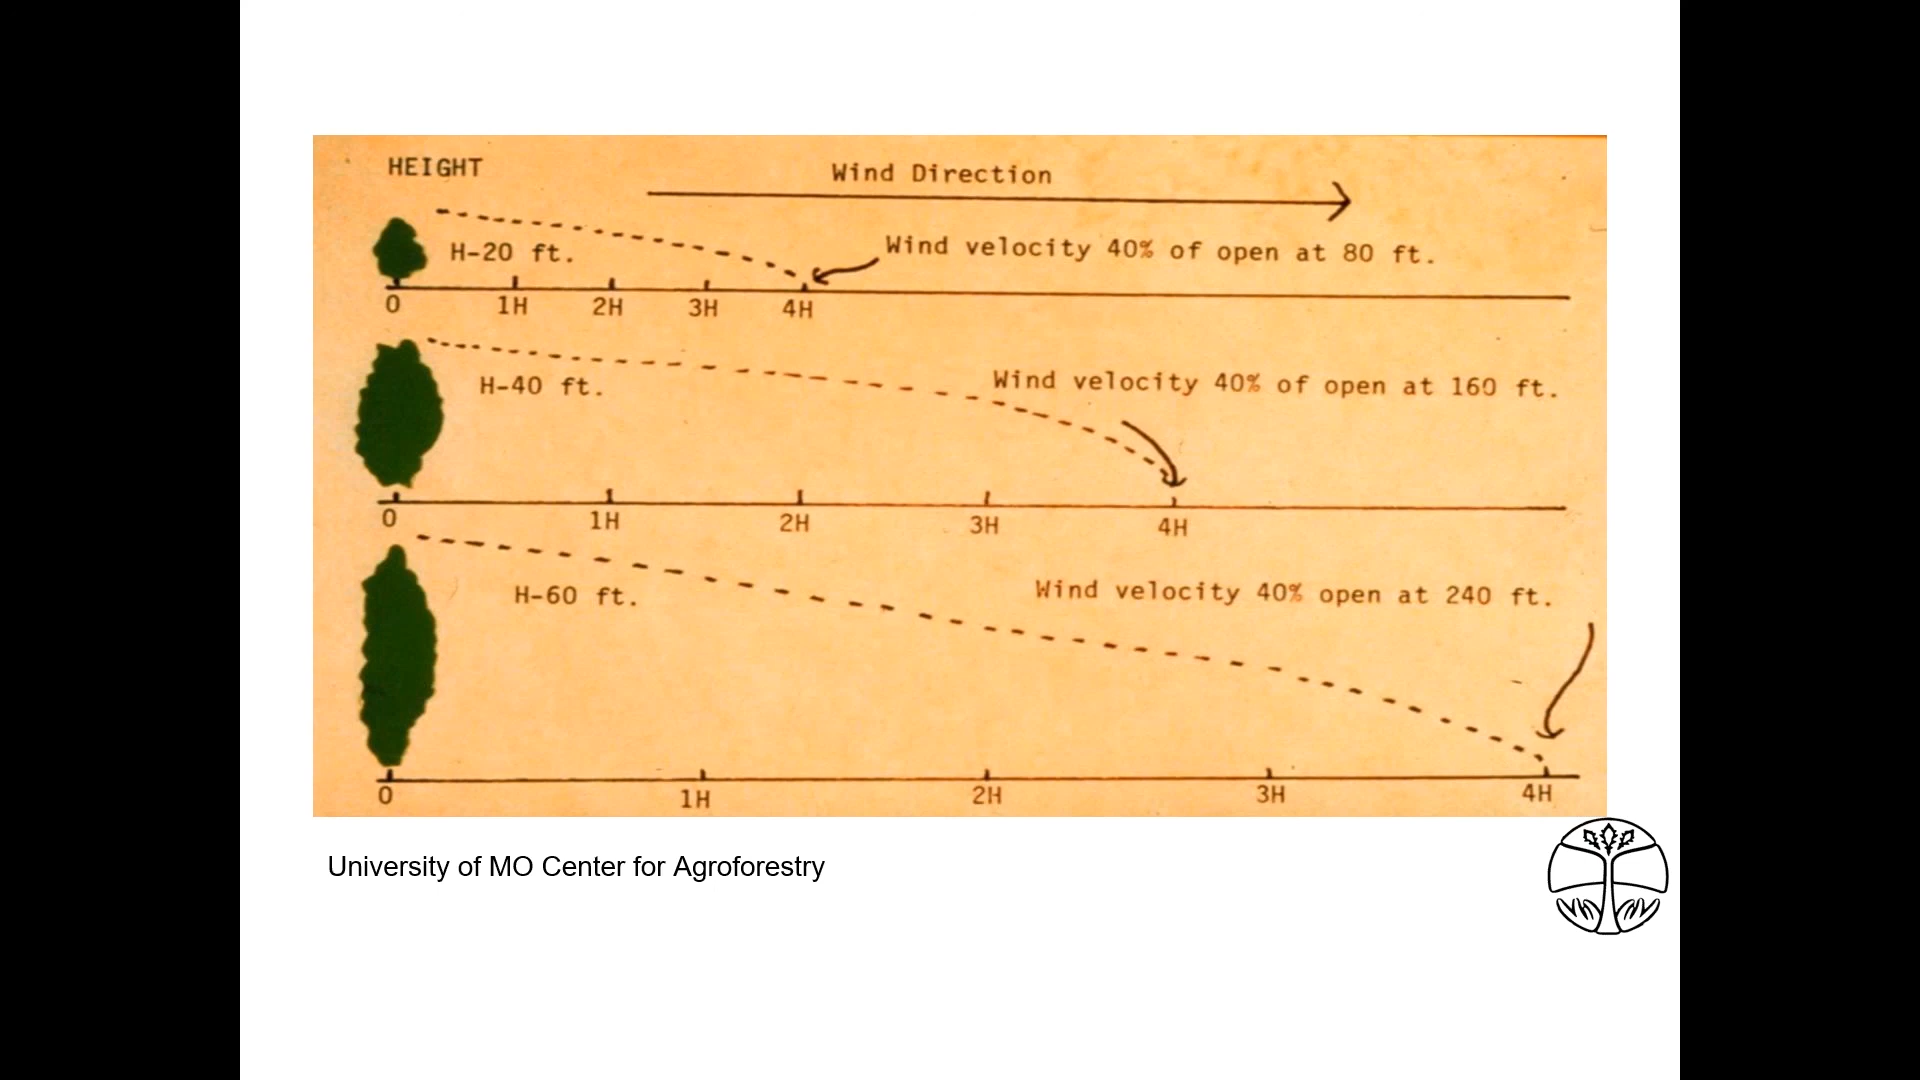 HEIGHT
Wind Direction
H-20 ft.
Wind velocity 40% of open at 80 ft.
0 1H 2H 3H 4H
H-40 ft.
Wind velocity 40% of open at 160 ft.
0 1H 2H 3H 4H
H-60 ft.
Wind velocity 40% open at 240 ft.
0 1H 2H 3H 4H
University of MO Center for Agroforestry